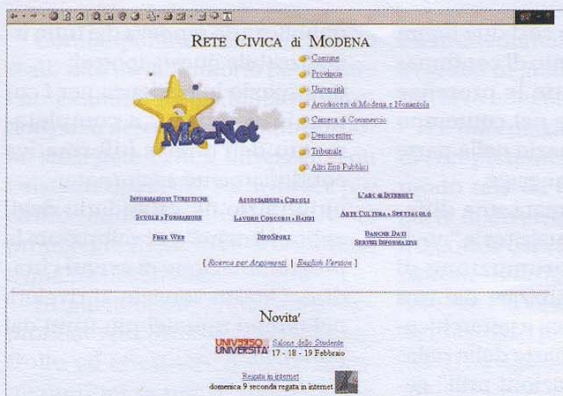 RETE CIVICA di MODENA
Mo-Net
Comune
Provincia
Università
Arcidiocesi di Modena e Nonantola
Camera di Commercio
Democenter
Tribunale
Altri Enti Pubblici
INFORMAZIONI TURISTICHE
ASSOCIAZIONI e CIRCOLI
L'ABC di INTERNET
SCUOLE e FORMAZIONE
LAVORO CONCORSI e BANDI
ARTE CULTURA e SPETTACOLO
FREE WEB
INFOSPORT
BANCHE DATI
SERVIZI INFORMATIVI
[ Ricerca per Argomenti | English Version ]
Novita'
UNIVERSO
UNIVERSITA'
Salone dello Studente
17 - 18 - 19 Febbraio
Regata in internet
domenica 9 seconda regata in internet